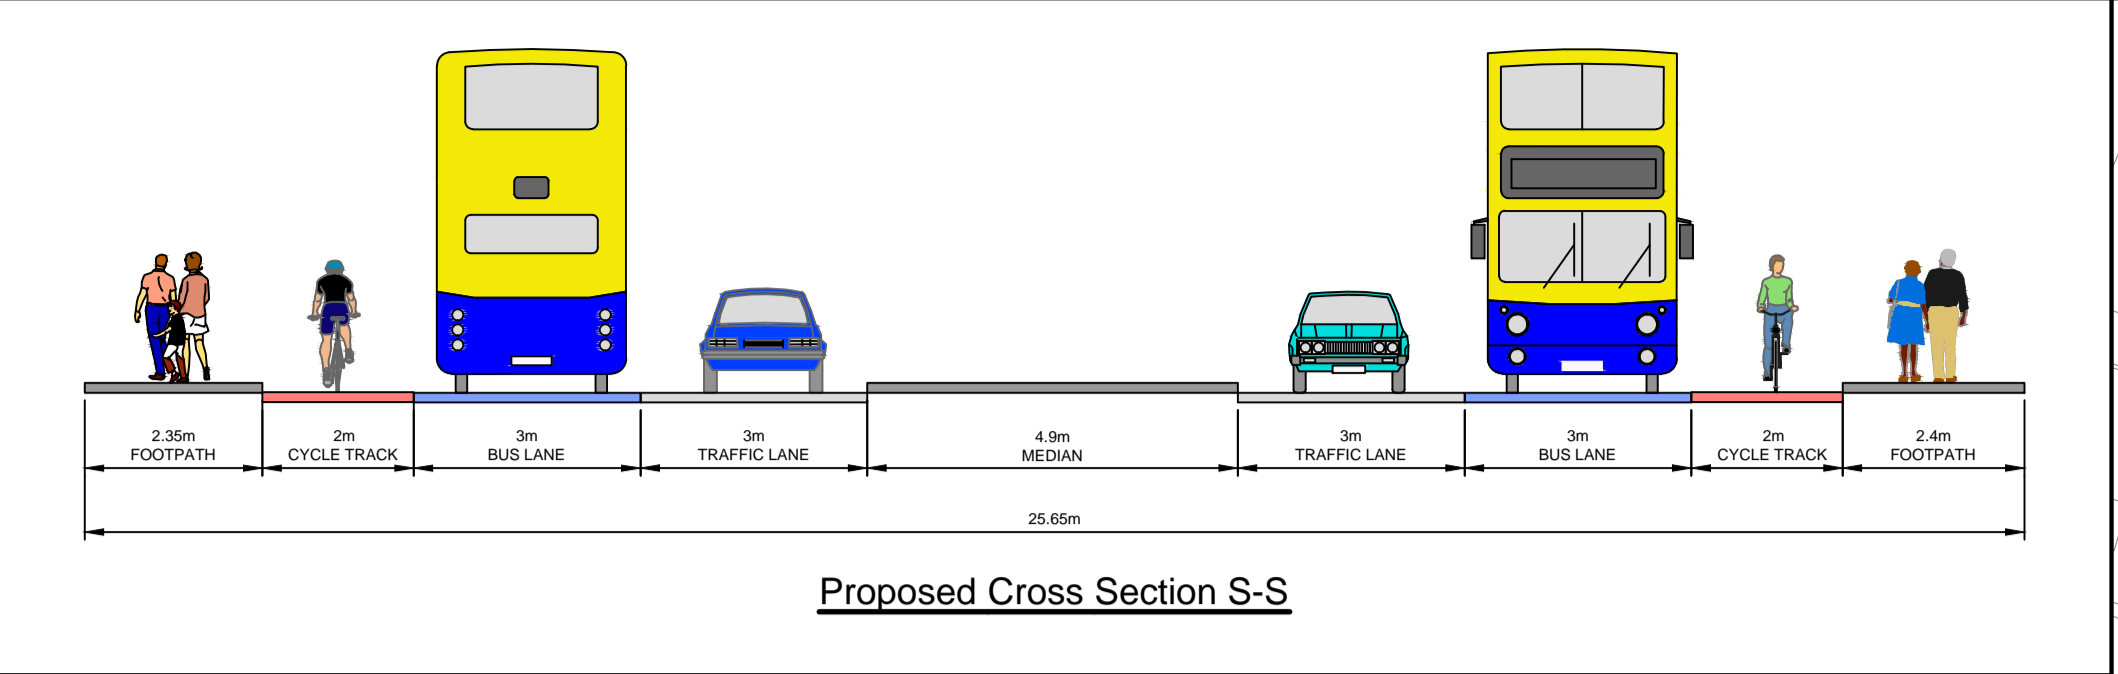 2.35m
FOOTPATH
2m
CYCLE TRACK
3m
BUS LANE
3m
TRAFFIC LANE
4.9m
MEDIAN
3m
TRAFFIC LANE
3m
BUS LANE
2m
CYCLE TRACK
2.4m
FOOTPATH
25.65m
Proposed Cross Section S-S